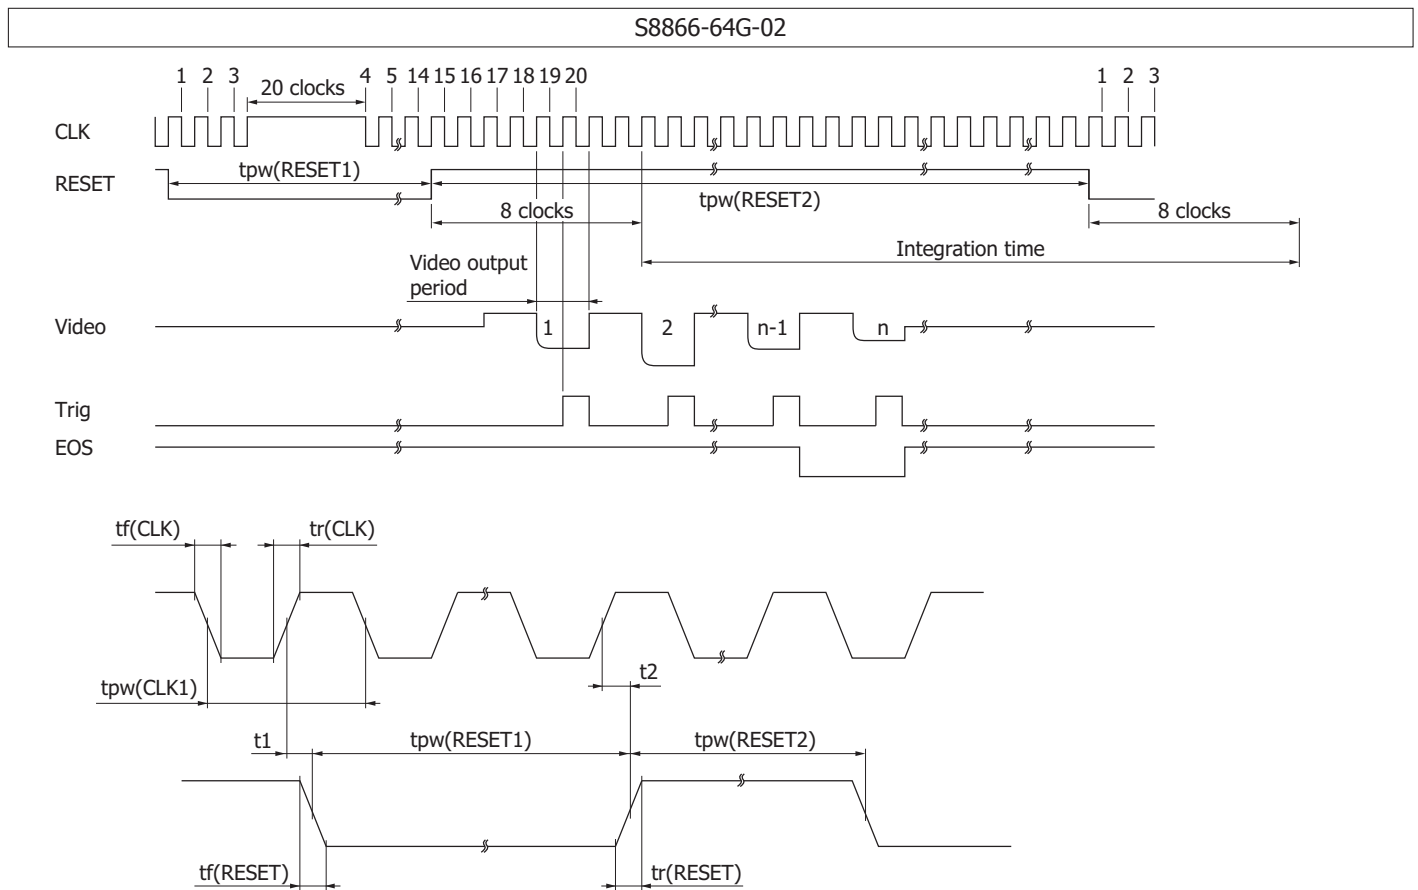 S8866-64G-02
1 2 3 4 5 14 15 16 17 18 19 20 1 2 3
20 clocks
CLK
RESET
tpw(RESET1)
tpw(RESET2)
8 clocks
8 clocks
Integration time
Video output
period
Video
1
2
n-1
n
Trig
EOS
tf(CLK)
tr(CLK)
tpw(CLK1)
t2
t1
tpw(RESET1)
tpw(RESET2)
tf(RESET)
tr(RESET)